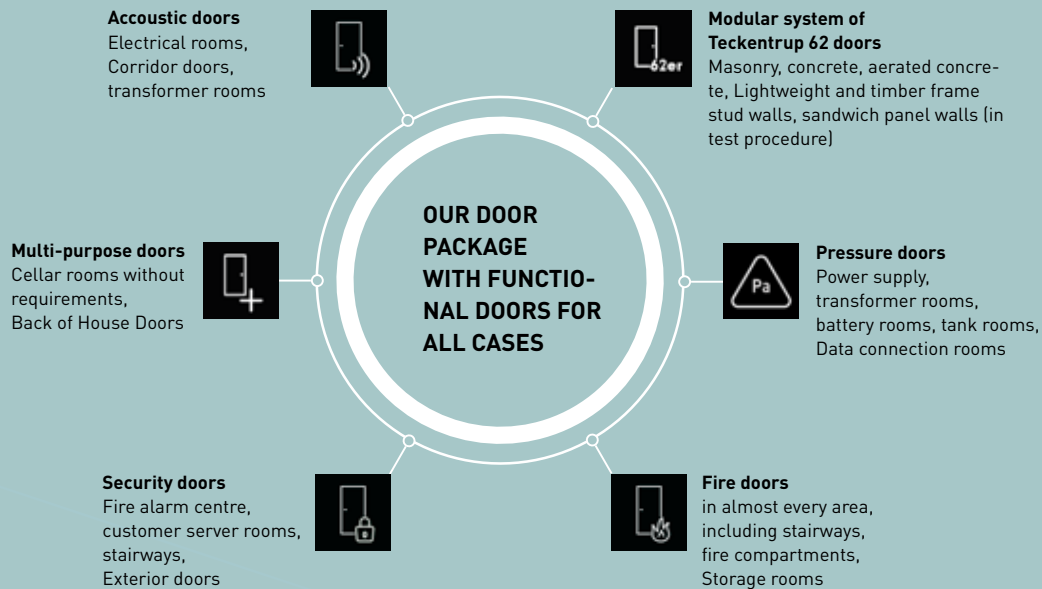 Accoustic doors
Electrical rooms,
Corridor doors,
transformer rooms
62er
Modular system of
Teckentrup 62 doors
Masonry, concrete, aerated concre-
te, Lightweight and timber frame
stud walls, sandwich panel walls (in
test procedure)
Multi-purpose doors
Cellar rooms without
requirements,
Back of House Doors
OUR DOOR
PACKAGE
WITH FUNCTIO-
NAL DOORS FOR
ALL CASES
Pa
Pressure doors
Power supply,
transformer rooms,
battery rooms, tank rooms,
Data connection rooms
Security doors
Fire alarm centre,
customer server rooms,
stairways,
Exterior doors
Fire doors
in almost every area,
including stairways,
fire compartments,
Storage rooms